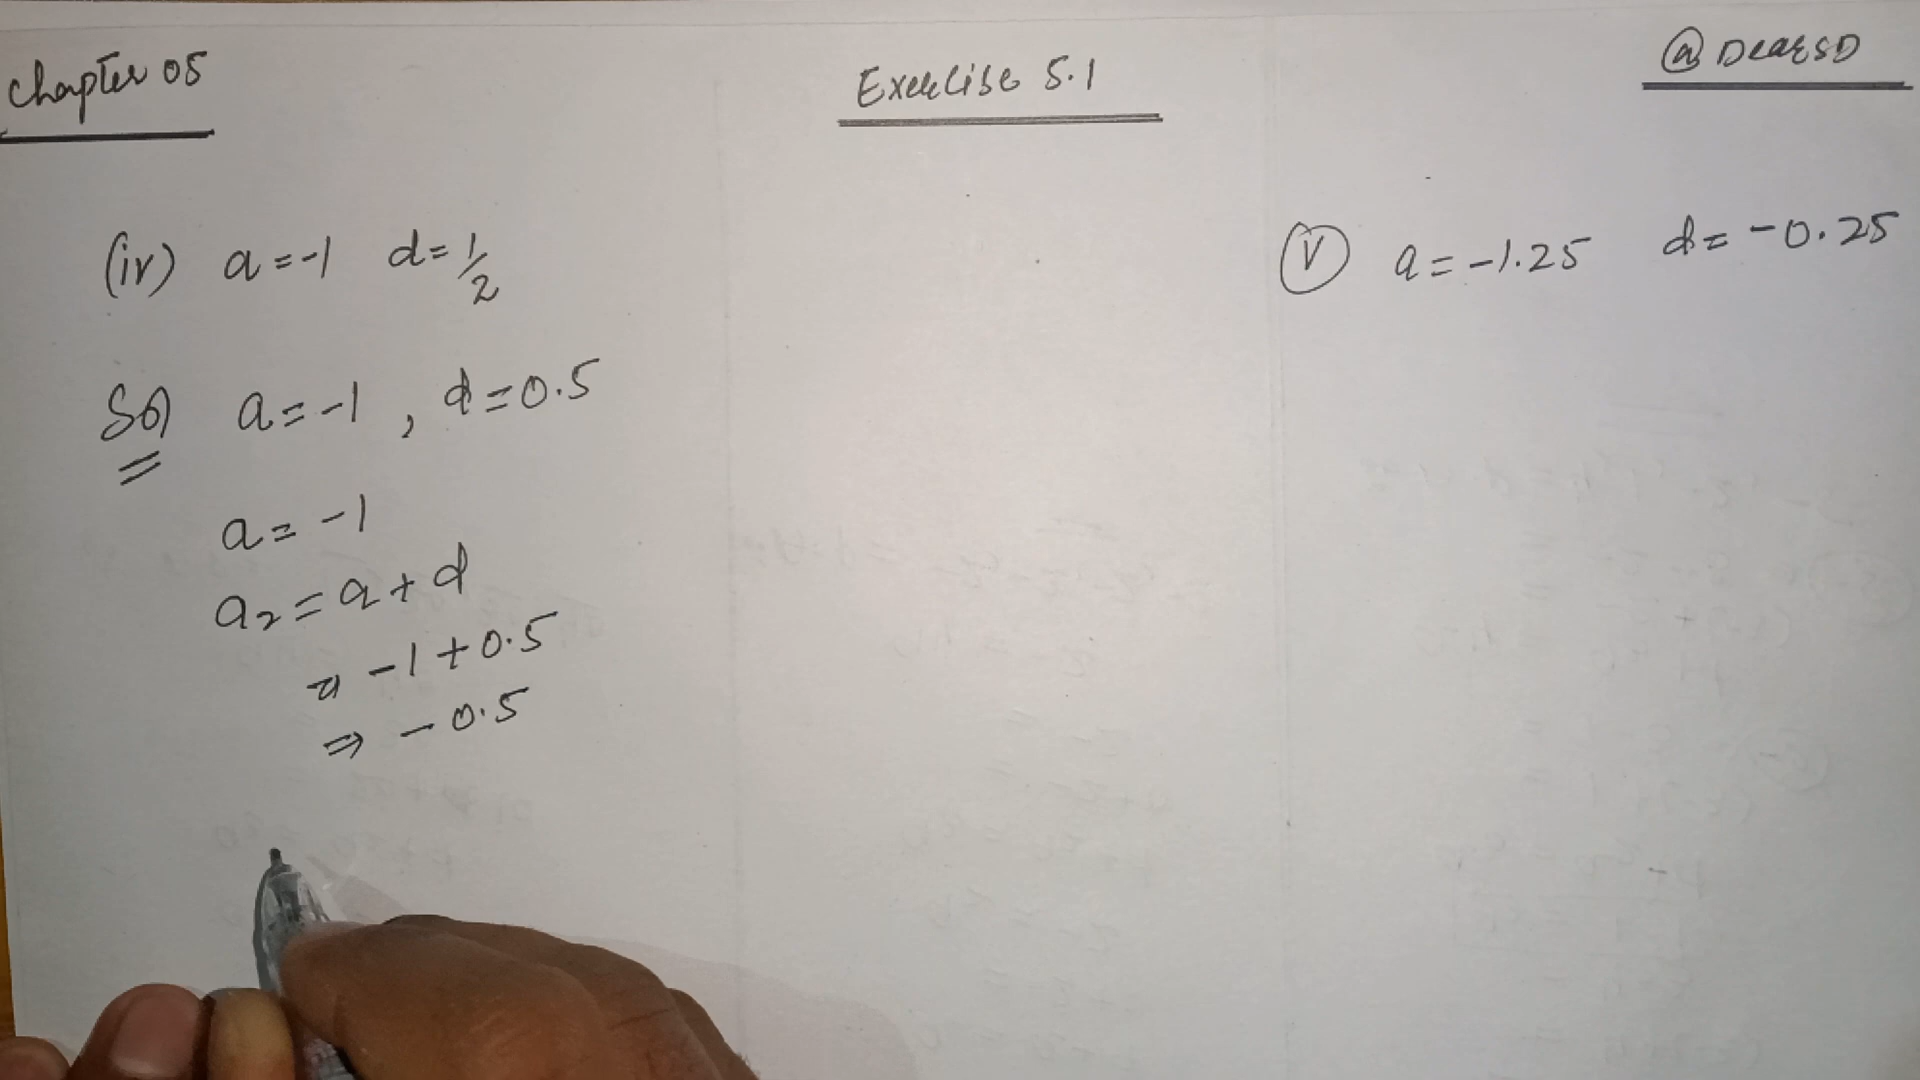 Chapter 05
Exercise 5.1
@ DearSD
(iv) a = -1 d = 1/2
Sol a = -1 , d = 0.5
a = -1
a2 = a + d
= -1 + 0.5
⇒ - 0.5
(V) a = -1.25 d = -0.25